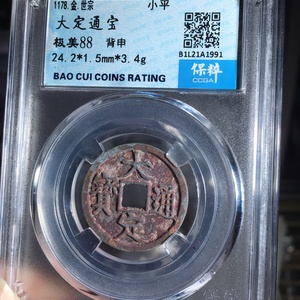 1178.金.世宗 小平
大定通宝
极美88 背申
24.2*1.5mm*3.4g
B1L21A1991
BAO CUI COINS RATING
保粹
CCGA
大定通寶